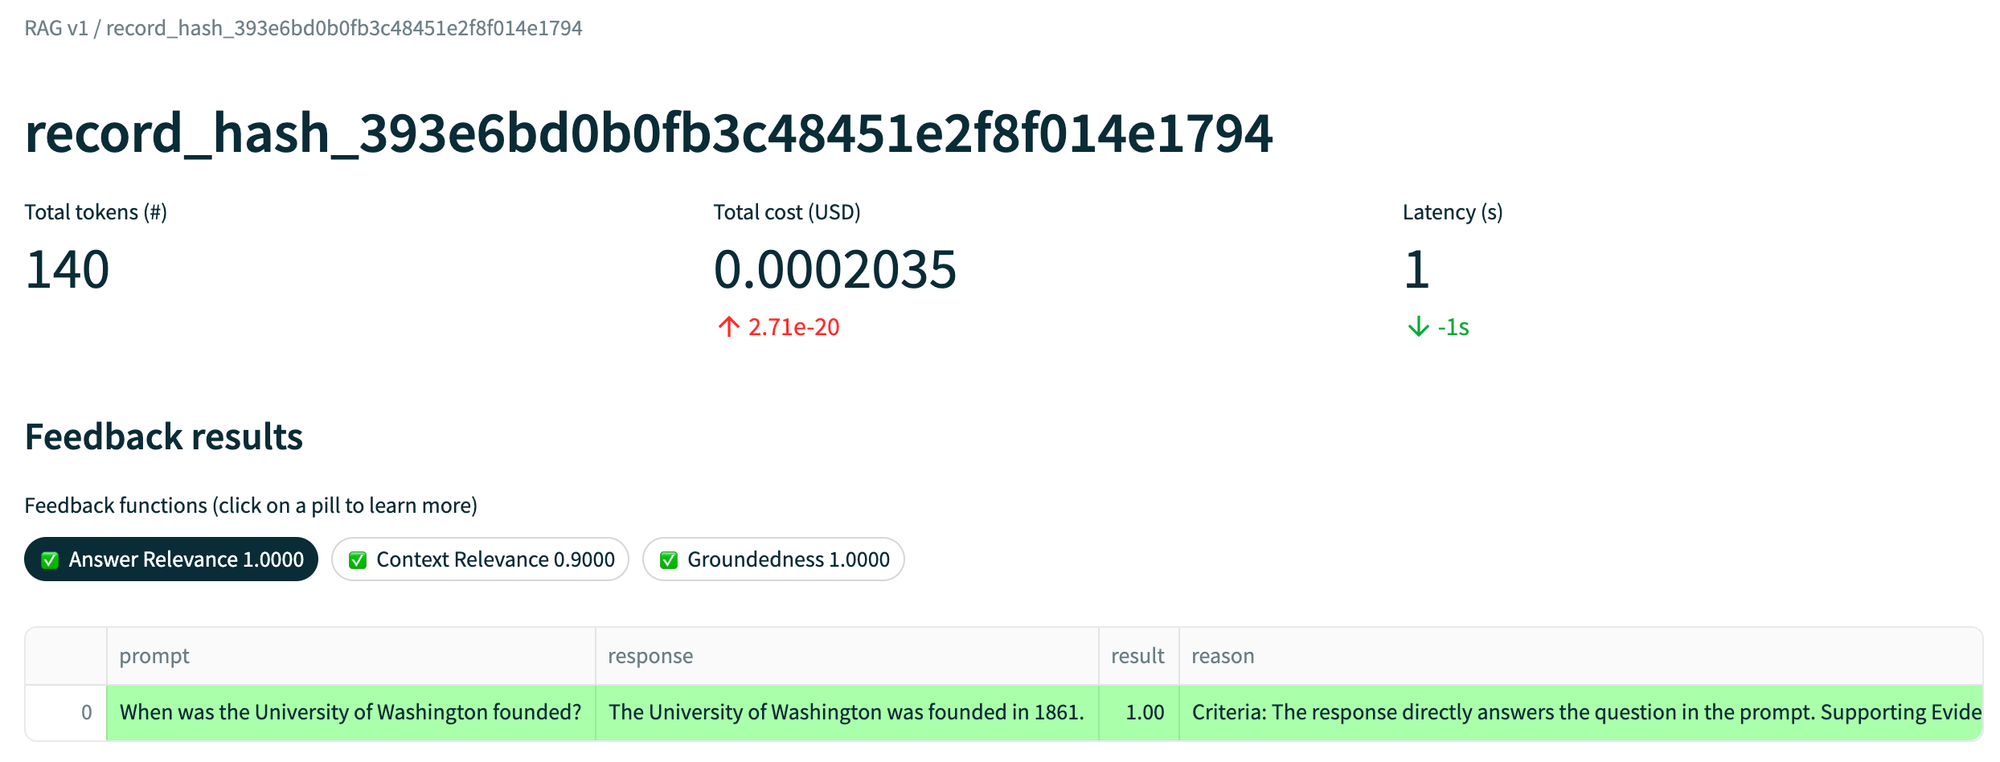 RAG v1 / record_hash_393e6bd0b0fb3c48451e2f8f014e1794
record_hash_393e6bd0b0fb3c48451e2f8f014e1794
Total tokens (#) Total cost (USD) Latency (s)
140 0.0002035 1
↑ 2.71e-20 ↓ -1s
Feedback results
Feedback functions (click on a pill to learn more)
✅ Answer Relevance 1.0000 ✅ Context Relevance 0.9000 ✅ Groundedness 1.0000
prompt response result reason
0 When was the University of Washington founded? The University of Washington was founded in 1861. 1.00 Criteria: The response directly answers the question in the prompt. Supporting Evide